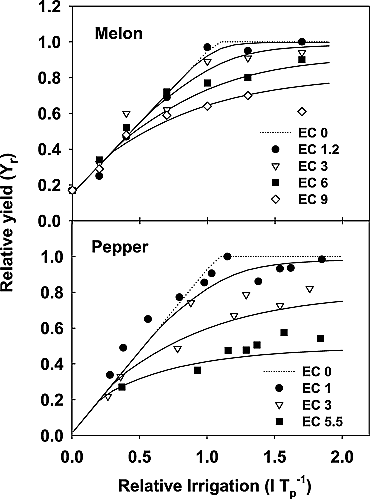 1.2
Melon
1.0
0.8
0.6
0.4
0.2
0.0
EC 0
EC 1.2
EC 3
EC 6
EC 9
Relative yield (Yr)
Pepper
1.0
0.8
0.6
0.4
0.2
0.0
EC 0
EC 1
EC 3
EC 5.5
0.0 0.5 1.0 1.5 2.0
Relative Irrigation (I Tp-1)